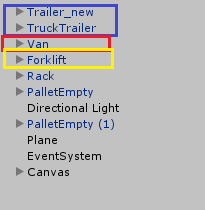 Trailer_new
TruckTrailer
Van
Forklift
Rack
PalletEmpty
Directional Light
PalletEmpty (1)
Plane
EventSystem
Canvas